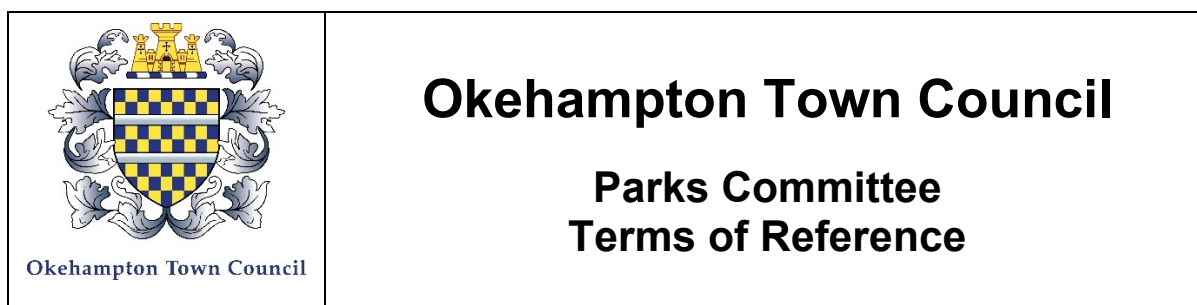 Okehampton Town Council
Okehampton Town Council
Parks Committee
Terms of Reference